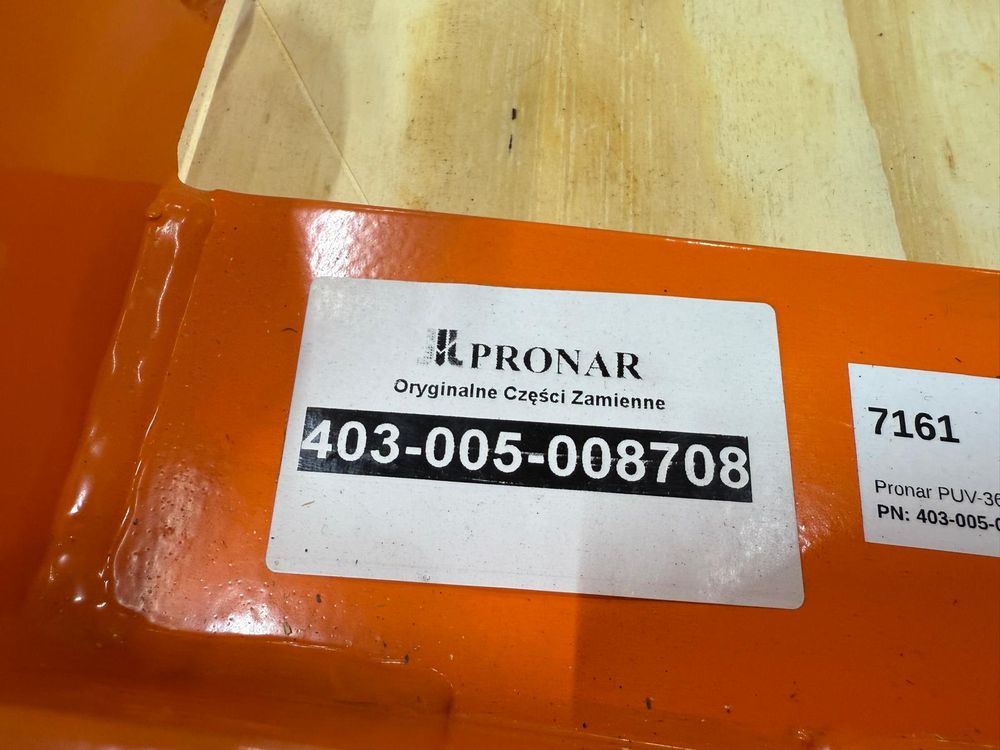 PRONAR
Oryginalne Części Zamienne
403-005-008708
7161
Pronar PUV-36
PN: 403-005-0